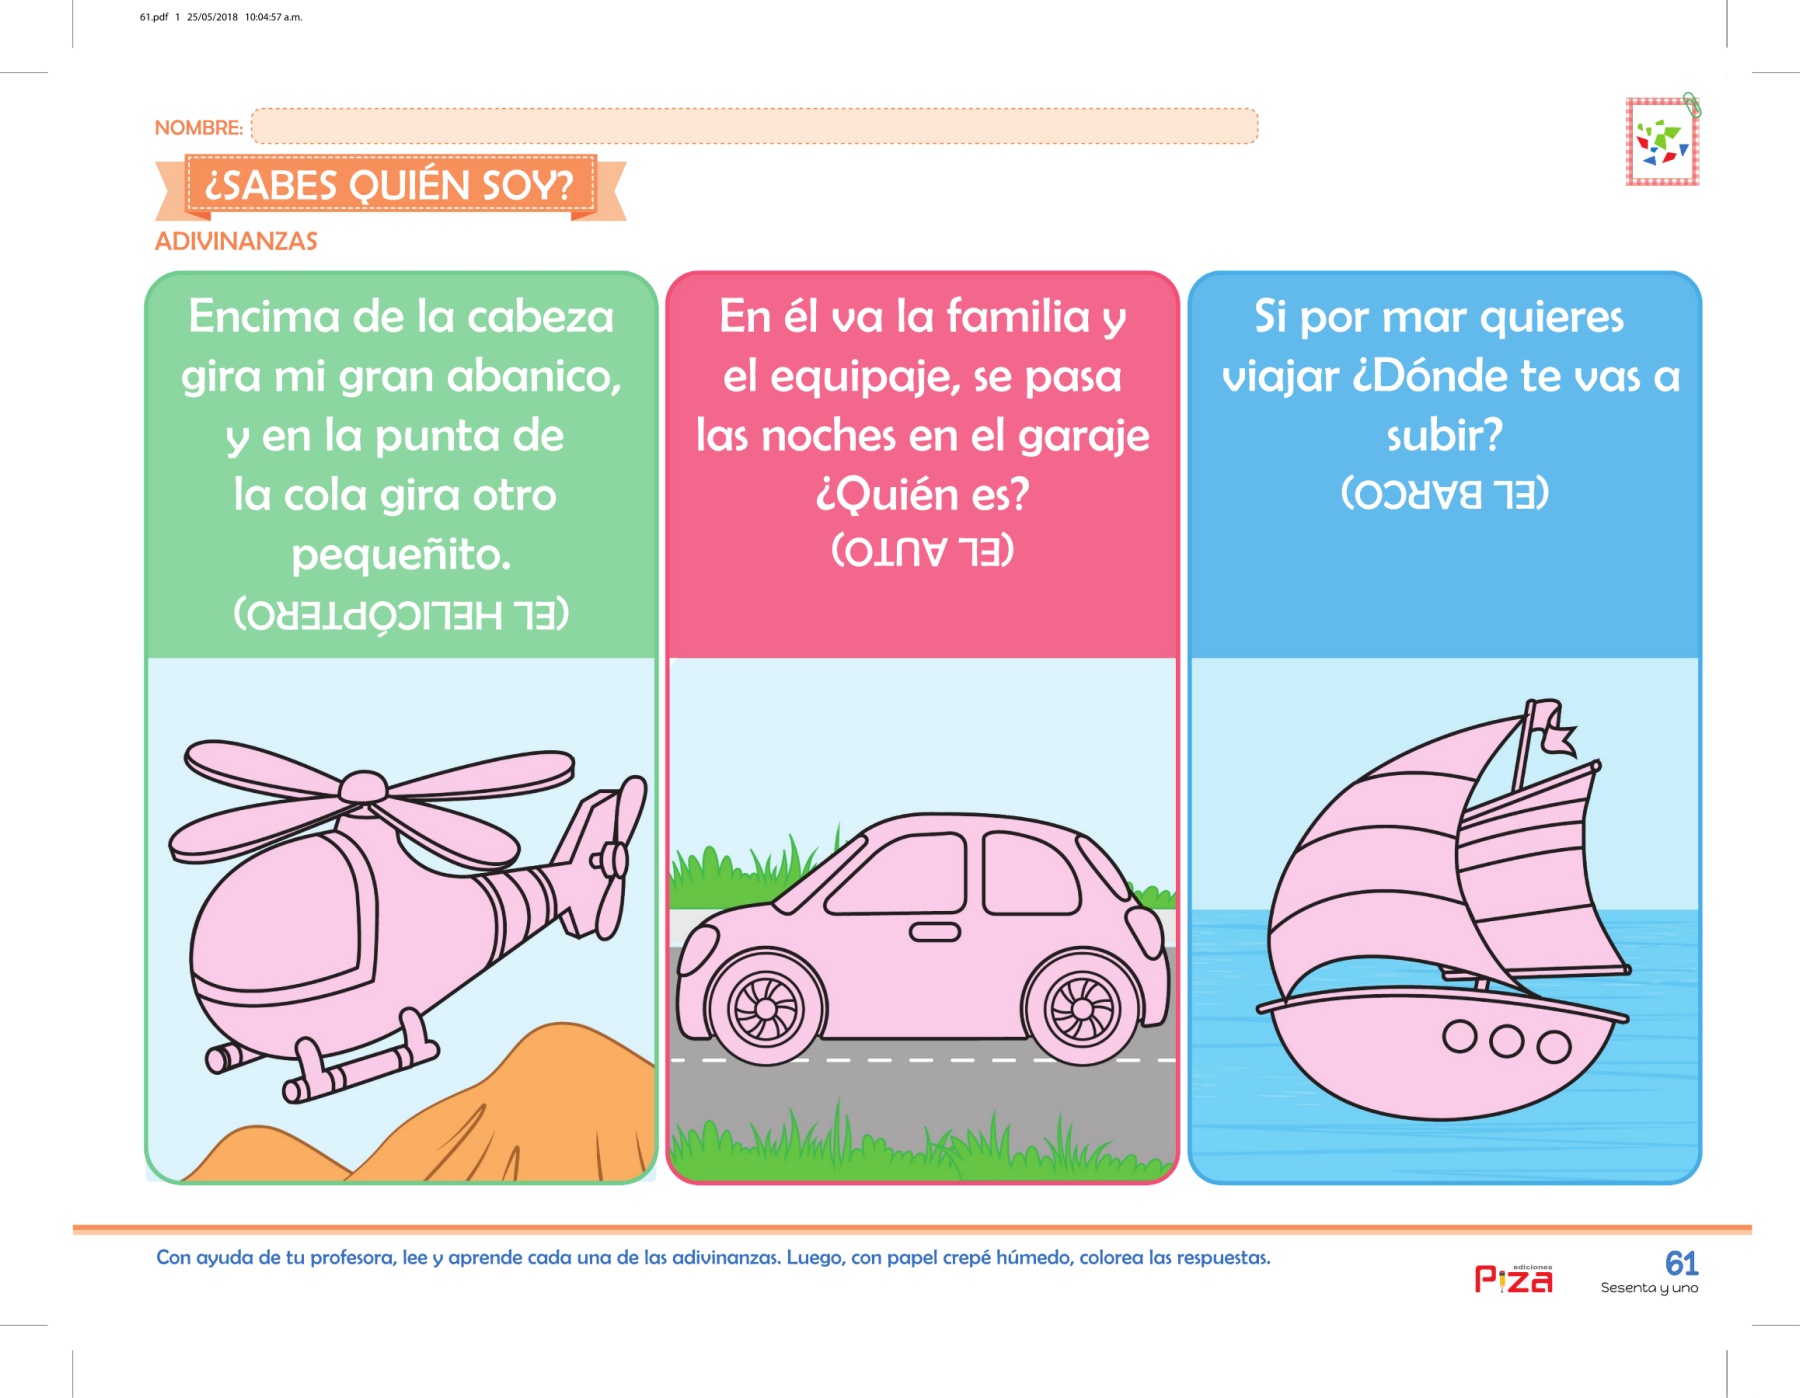 61.pdf 1 25/05/2018 10:04:57 a.m.
NOMBRE:
¿SABES QUIÉN SOY?
ADIVINANZAS
Encima de la cabeza
gira mi gran abanico,
y en la punta de
la cola gira otro
pequeñito.
(EL HELICÓPTERO)
En él va la familia y
el equipaje, se pasa
las noches en el garaje
¿Quién es?
(EL AUTO)
Si por mar quieres
viajar ¿Dónde te vas a
subir?
(EL BARCO)
Con ayuda de tu profesora, lee y aprende cada una de las adivinanzas. Luego, con papel crepé húmedo, colorea las respuestas.
ediciones
Piza
61
Sesenta y uno